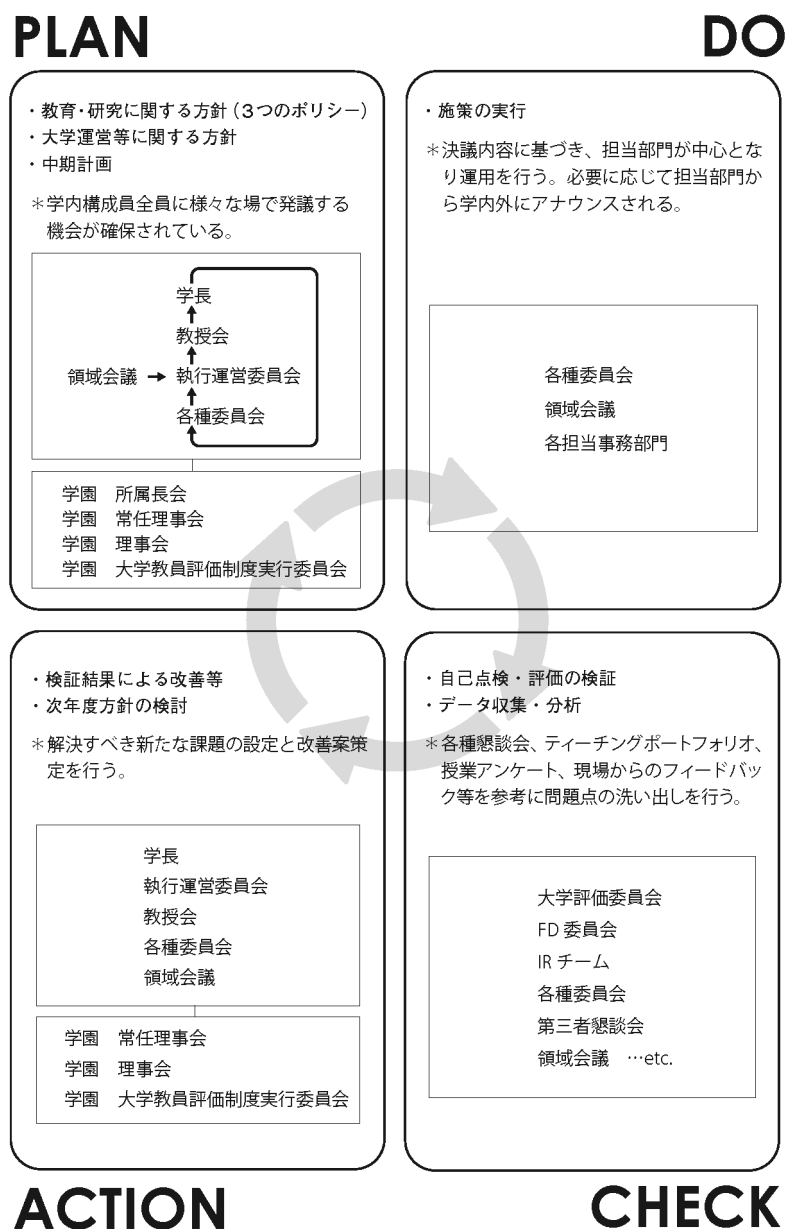 PLAN
・教育・研究に関する方針（３つのポリシー）
・大学運営等に関する方針
・中期計画
＊学内構成員全員に様々な場で発議する
機会が確保されている。
学長
教授会
領域会議 → 執行運営委員会
各種委員会
学園　所属長会
学園　常任理事会
学園　理事会
学園　大学教員評価制度実行委員会
DO
・施策の実行
＊決議内容に基づき、担当部門が中心とな
り運用を行う。必要に応じて担当部門か
ら学内外にアナウンスされる。
各種委員会
領域会議
各担当事務部門
・検証結果による改善等
・次年度方針の検討
＊解決すべき新たな課題の設定と改善案策
定を行う。
学長
執行運営委員会
教授会
各種委員会
領域会議
学園　常任理事会
学園　理事会
学園　大学教員評価制度実行委員会
ACTION
・自己点検・評価の検証
・データ収集・分析
＊各種懇談会、ティーチングポートフォリオ、
授業アンケート、現場からのフィードバッ
ク等を参考に問題点の洗い出しを行う。
大学評価委員会
FD 委員会
IR チーム
各種委員会
第三者懇談会
領域会議　…etc.
CHECK